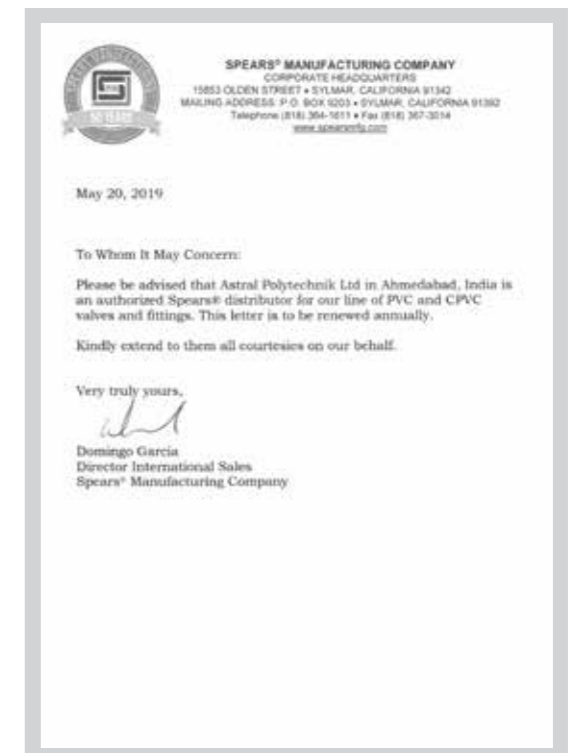 SPEARS MANUFACTURING
50 YEARS
SPEARS® MANUFACTURING COMPANY
CORPORATE HEADQUARTERS
15853 OLDEN STREET • SYLMAR, CALIFORNIA 91342
MAILING ADDRESS: P.O. BOX 9203 • SYLMAR, CALIFORNIA 91392
Telephone (818) 364-1611 • Fax (818) 367-3014
www.spearsmfg.com
May 20, 2019
To Whom It May Concern:
Please be advised that Astral Polytechnik Ltd in Ahmedabad, India is
an authorized Spears® distributor for our line of PVC and CPVC
valves and fittings. This letter is to be renewed annually.
Kindly extend to them all courtesies on our behalf.
Very truly yours,
Domingo Garcia
Director International Sales
Spears® Manufacturing Company